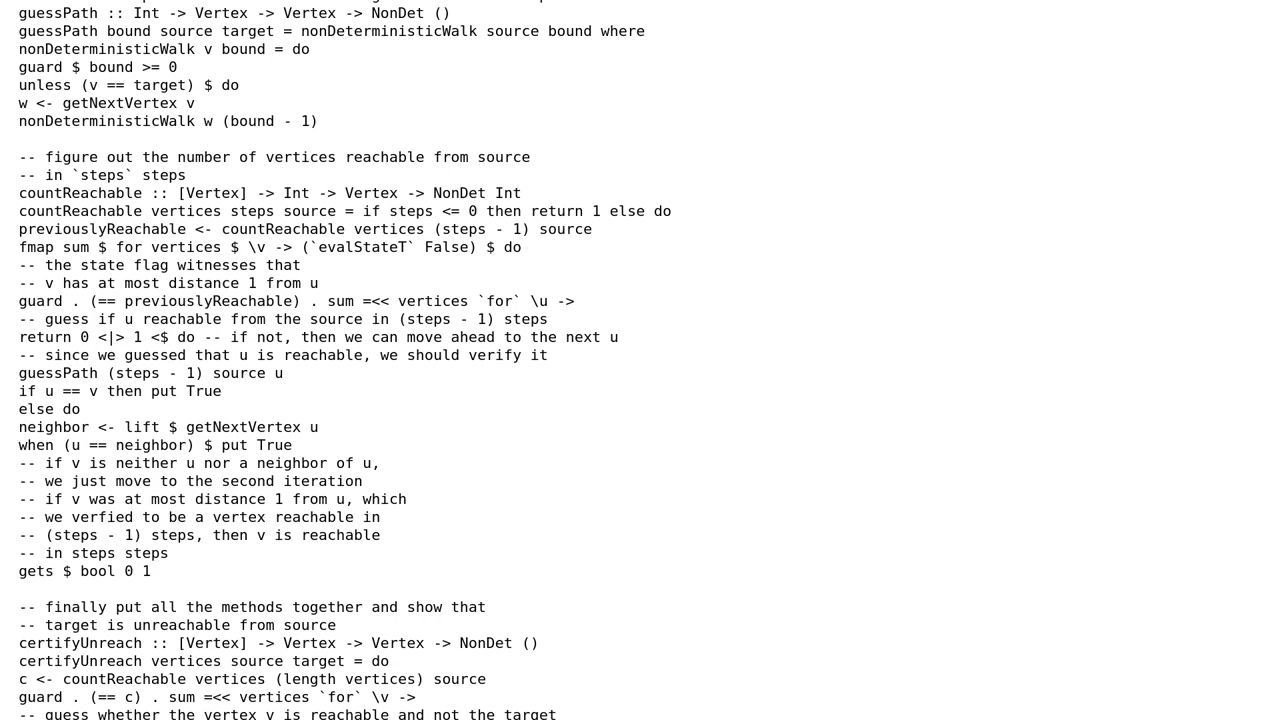 guessPath :: Int -> Vertex -> Vertex -> NonDet ()
guessPath bound source target = nonDeterministicWalk source bound where
nonDeterministicWalk v bound = do
guard $ bound >= 0
unless (v == target) $ do
w <- getNextVertex v
nonDeterministicWalk w (bound - 1)

-- figure out the number of vertices reachable from source
-- in `steps` steps
countReachable :: [Vertex] -> Int -> Vertex -> NonDet Int
countReachable vertices steps source = if steps <= 0 then return 1 else do
previouslyReachable <- countReachable vertices (steps - 1) source
fmap sum $ for vertices $ \v -> (`evalStateT` False) $ do
-- the state flag witnesses that
-- v has at most distance 1 from u
guard . (== previouslyReachable) . sum =<< vertices `for` \u ->
-- guess if u reachable from the source in (steps - 1) steps
return 0 <|> 1 <$ do -- if not, then we can move ahead to the next u
-- since we guessed that u is reachable, we should verify it
guessPath (steps - 1) source u
if u == v then put True
else do
neighbor <- lift $ getNextVertex u
when (u == neighbor) $ put True
-- if v is neither u nor a neighbor of u,
-- we just move to the second iteration
-- if v was at most distance 1 from u, which
-- we verfied to be a vertex reachable in
-- (steps - 1) steps, then v is reachable
-- in steps steps
gets $ bool 0 1

-- finally put all the methods together and show that
-- target is unreachable from source
certifyUnreach :: [Vertex] -> Vertex -> Vertex -> NonDet ()
certifyUnreach vertices source target = do
c <- countReachable vertices (length vertices) source
guard . (== c) . sum =<< vertices `for` \v ->
-- guess whether the vertex v is reachable and not the target